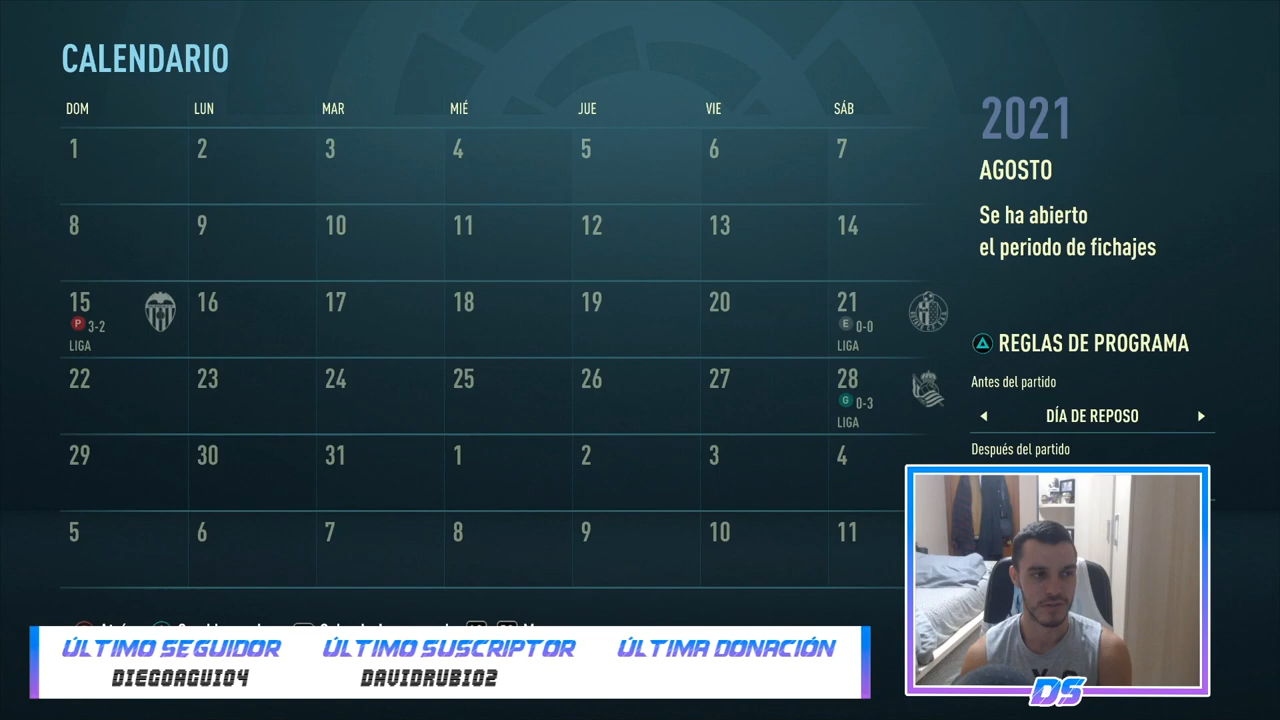 CALENDARIO
DOM LUN MAR MIÉ JUE VIE SÁB
1 2 3 4 5 6 7
8 9 10 11 12 13 14
15 16 17 18 19 20 21
P 3-2 E 0-0
LIGA LIGA
22 23 24 25 26 27 28
G 0-3
LIGA
29 30 31 1 2 3 4
5 6 7 8 9 10 11
2021
AGOSTO
Se ha abierto
el periodo de fichajes
REGLAS DE PROGRAMA
Antes del partido
DÍA DE REPOSO
Después del partido
ÚLTIMO SEGUIDOR ÚLTIMO SUSCRIPTOR ÚLTIMA DONACIÓN
DIEGOAGUI04 DAVIDRUBIO2
DS